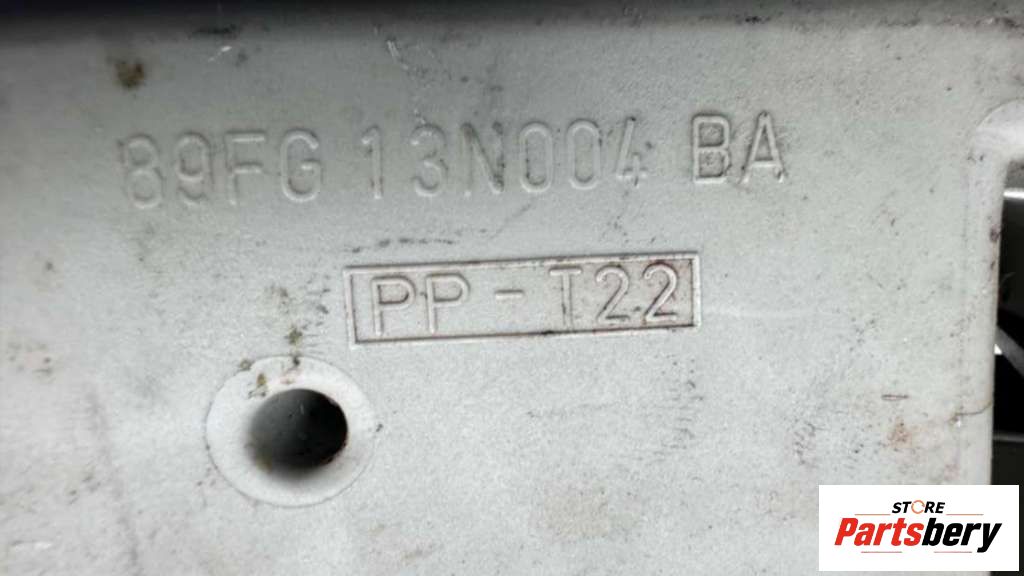 89FG 13N004 BA
PP-T22
STORE
Partsbery